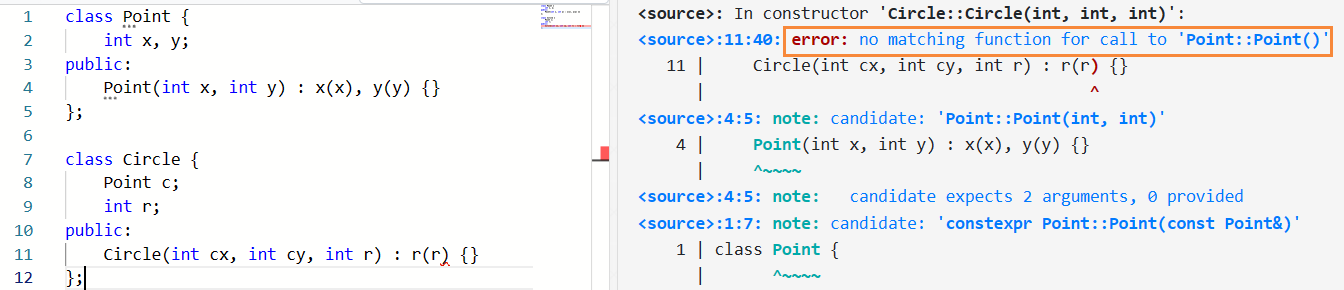 1 class Point {
2 int x, y;
3 public:
4 Point(int x, int y) : x(x), y(y) {}
5 };
6
7 class Circle {
8 Point c;
9 int r;
10 public:
11 Circle(int cx, int cy, int r) : r(r) {}
12 };
<source>: In constructor 'Circle::Circle(int, int, int)':
<source>:11:40: error: no matching function for call to 'Point::Point()'
11 | Circle(int cx, int cy, int r) : r(r) {}
| ^
<source>:4:5: note: candidate: 'Point::Point(int, int)'
4 | Point(int x, int y) : x(x), y(y) {}
| ^~~~~
<source>:4:5: note: candidate expects 2 arguments, 0 provided
<source>:1:7: note: candidate: 'constexpr Point::Point(const Point&)'
1 | class Point {
| ^~~~~